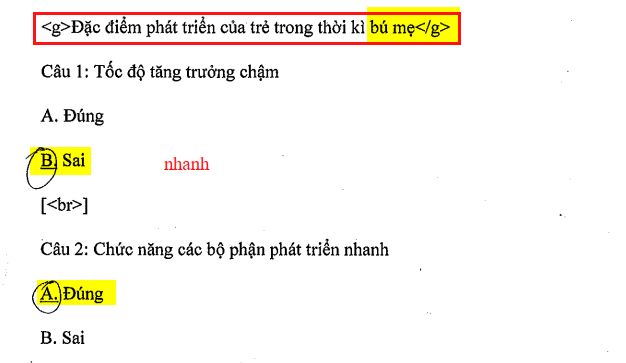 <g>Đặc điểm phát triển của trẻ trong thời kì bú mẹ</g>
Câu 1: Tốc độ tăng trưởng chậm
A. Đúng
B. Sai
nhanh
[<br>]
Câu 2: Chức năng các bộ phận phát triển nhanh
A. Đúng
B. Sai